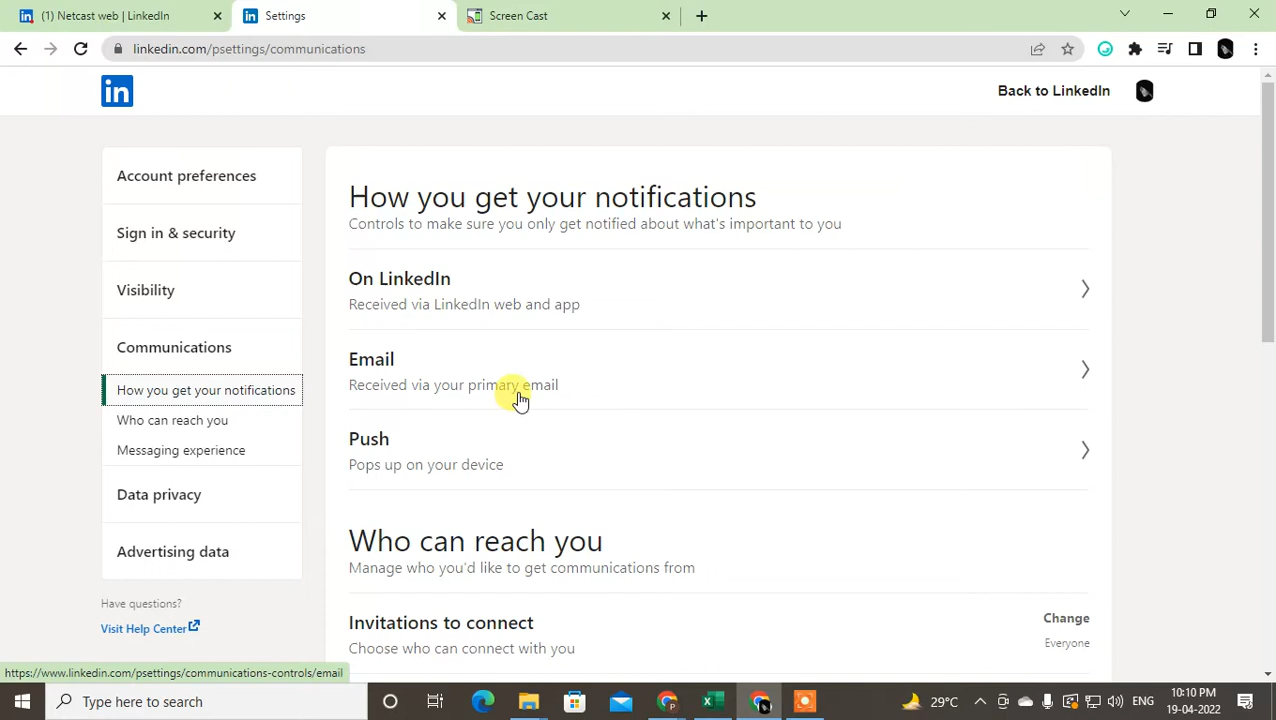 (1) Netcast web | LinkedIn
Settings
Screen Cast
linkedin.com/psettings/communications
in
Back to LinkedIn
Account preferences
Sign in & security
Visibility
Communications
How you get your notifications
Who can reach you
Messaging experience
Data privacy
Advertising data
Have questions?
Visit Help Center
How you get your notifications
Controls to make sure you only get notified about what's important to you
On LinkedIn
Received via LinkedIn web and app
Email
Received via your primary email
Push
Pops up on your device
Who can reach you
Manage who you'd like to get communications from
Invitations to connect
Choose who can connect with you
Change
Everyone
https://www.linkedin.com/psettings/communications-controls/email
Type here to search
29°C
ENG
10:10 PM
19-04-2022